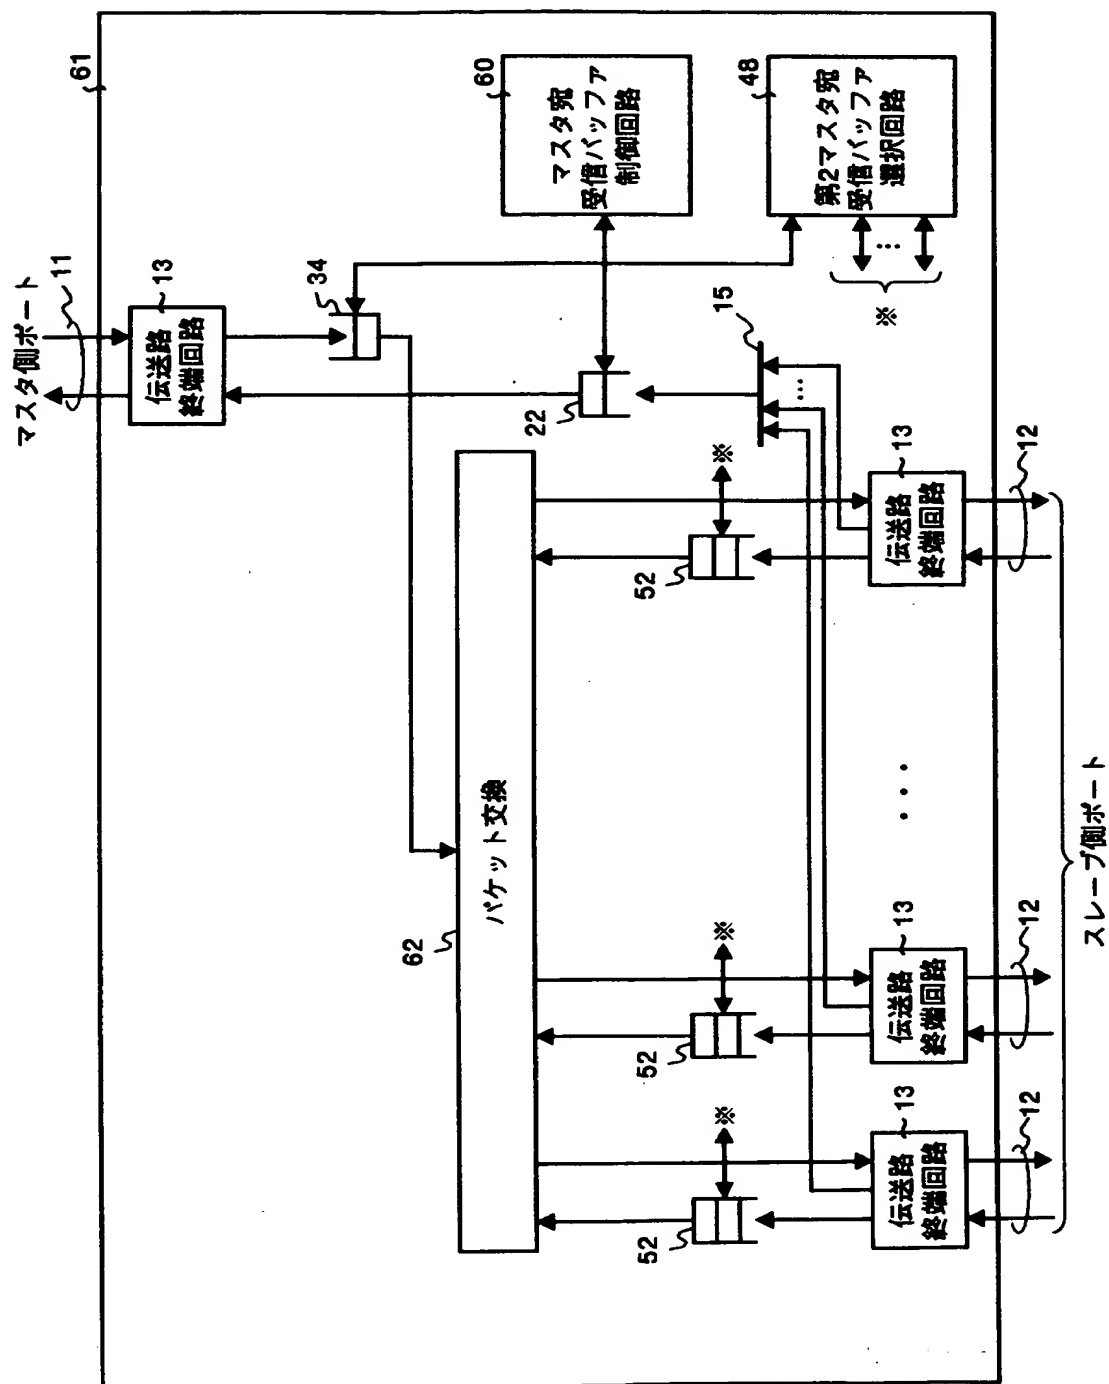 マスタ側ポート
11
61
伝送路
終端回路
13
34
60
マスタ宛
受信バッファ
制御回路
48
第2マスタ宛
受信バッファ
選択回路
※
…
22
15
…
62
パケット交換
52
※
52
※
52
※
伝送路
終端回路
13
伝送路
終端回路
13
…
伝送路
終端回路
13
12
12
12
スレーブ側ポート